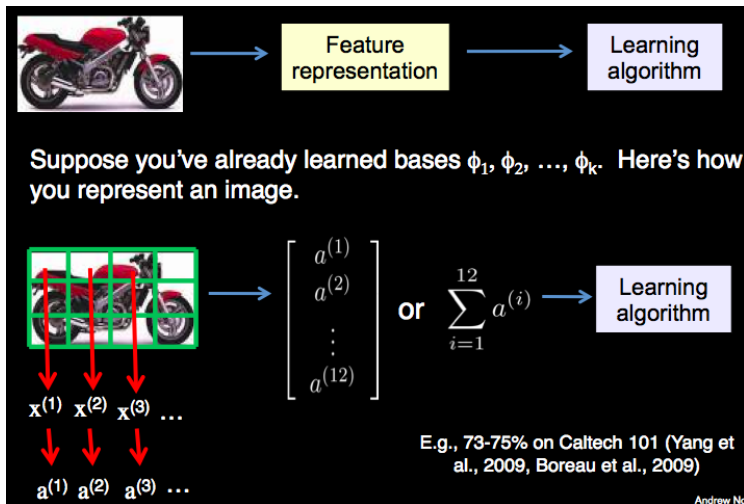 Feature
representation
Learning
algorithm
Suppose you've already learned bases ϕ₁, ϕ₂, …, ϕₖ. Here's how
you represent an image.
a⁽¹⁾
a⁽²⁾
⋮
a⁽¹²⁾
or
∑_{i=1}^{12} a⁽ⁱ⁾
Learning
algorithm
x⁽¹⁾ x⁽²⁾ x⁽³⁾ …
a⁽¹⁾ a⁽²⁾ a⁽³⁾ …
E.g., 73-75% on Caltech 101 (Yang et
al., 2009, Boreau et al., 2009)